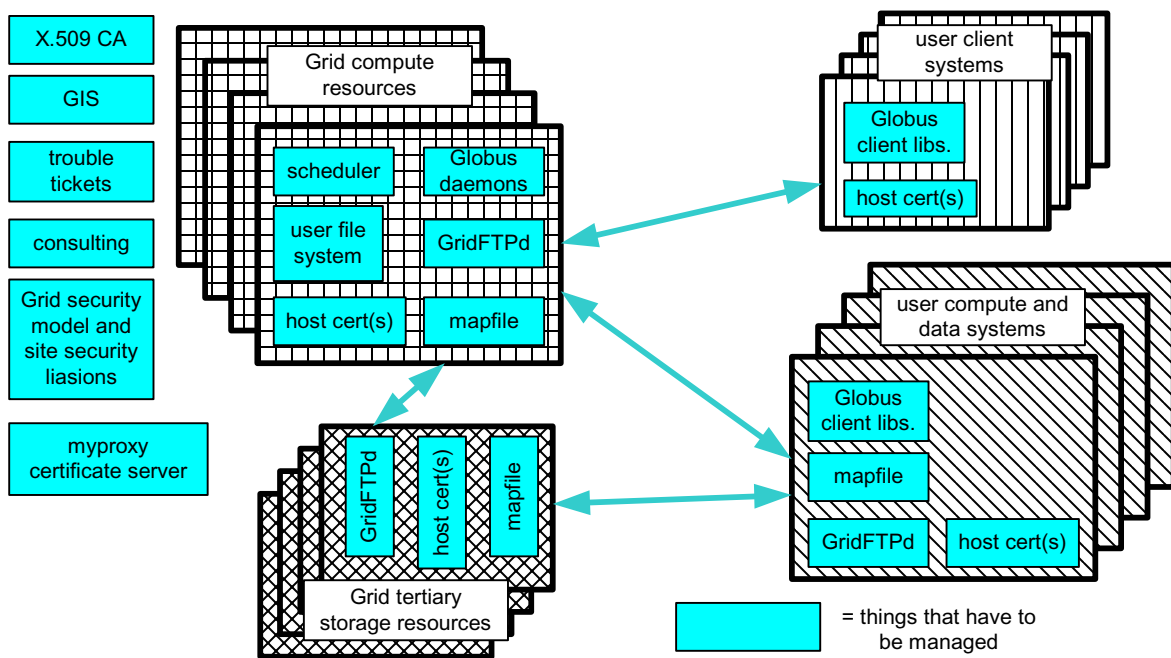 X.509 CA
GIS
trouble
tickets
consulting
Grid security
model and
site security
liasions
myproxy
certificate server
Grid compute
resources
scheduler
Globus
daemons
user file
system
GridFTPd
host cert(s)
mapfile
user client
systems
Globus
client libs.
host cert(s)
user compute and
data systems
Globus
client libs.
mapfile
GridFTPd
host cert(s)
GridFTPd
host cert(s)
mapfile
Grid tertiary
storage resources
= things that have to
be managed